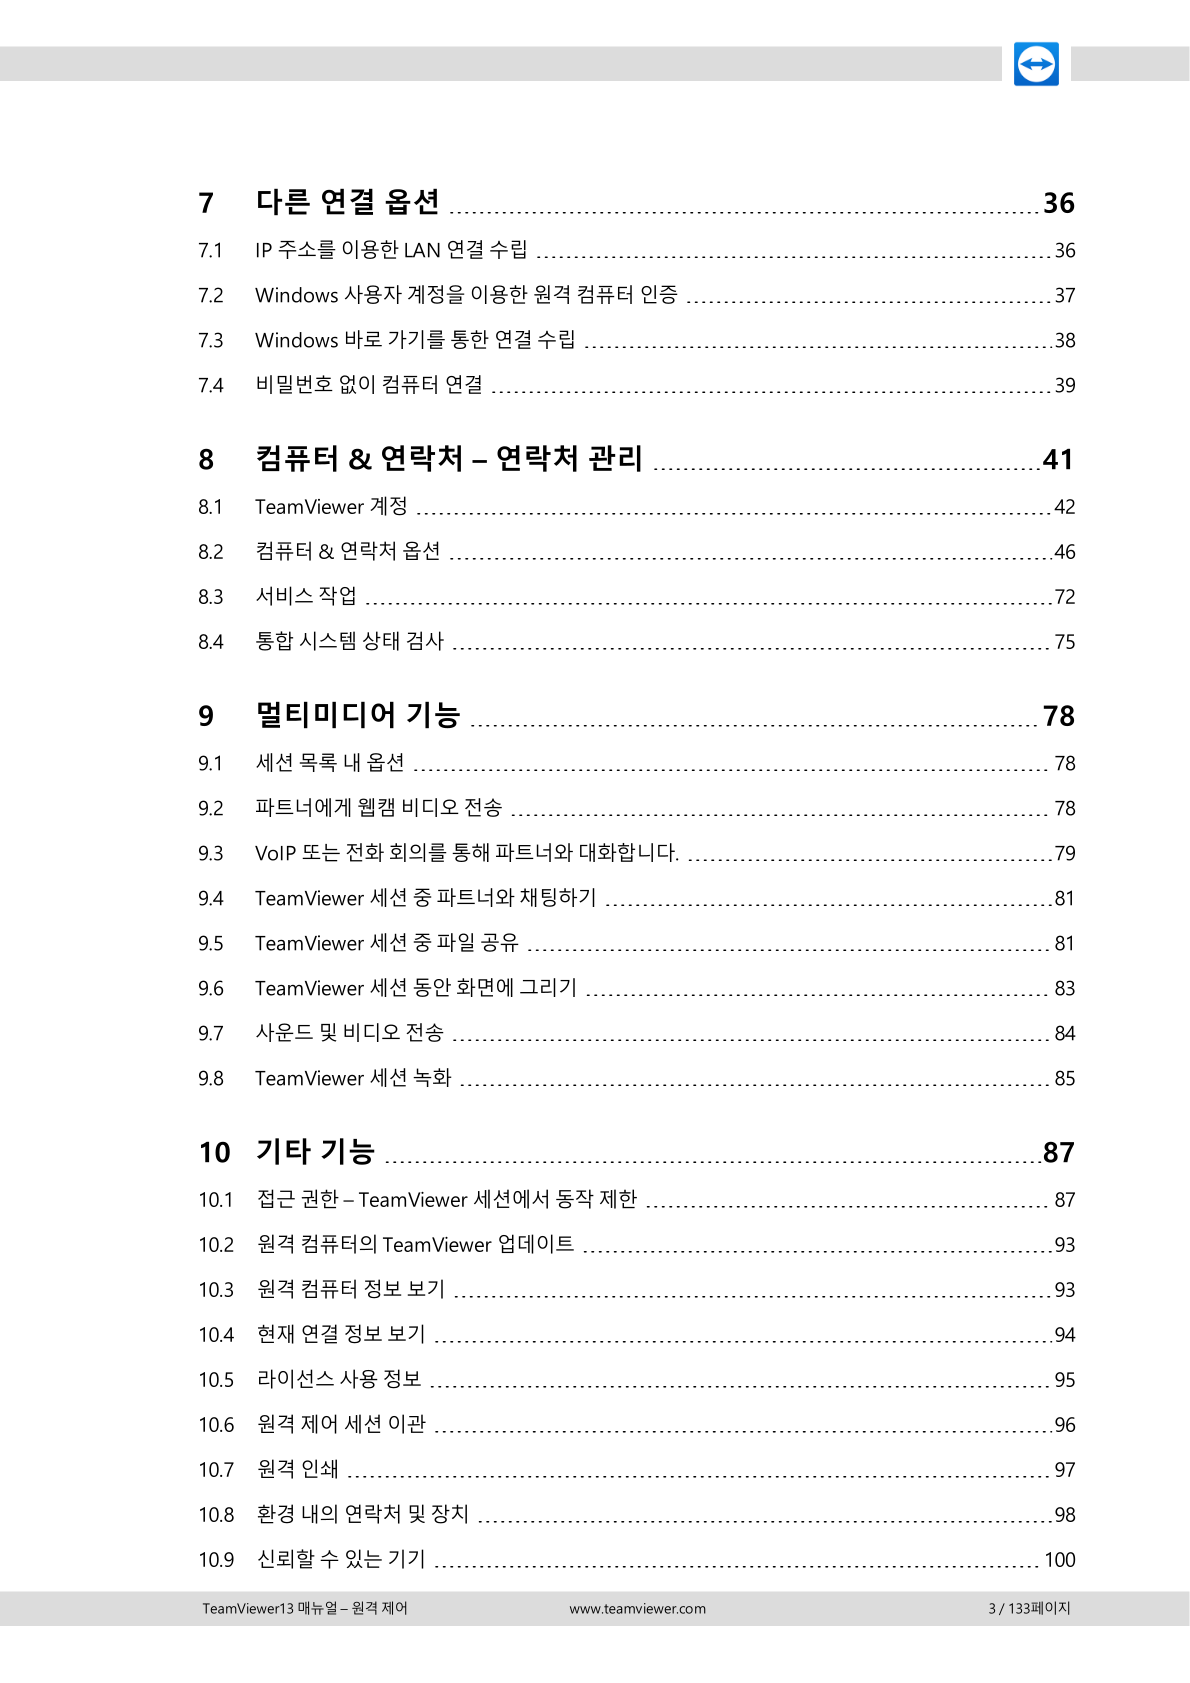 7 다른 연결 옵션 36
7.1 IP 주소를 이용한 LAN 연결 수립 36
7.2 Windows 사용자 계정을 이용한 원격 컴퓨터 인증 37
7.3 Windows 바로 가기를 통한 연결 수립 38
7.4 비밀번호 없이 컴퓨터 연결 39
8 컴퓨터 & 연락처 – 연락처 관리 41
8.1 TeamViewer 계정 42
8.2 컴퓨터 & 연락처 옵션 46
8.3 서비스 작업 72
8.4 통합 시스템 상태 검사 75
9 멀티미디어 기능 78
9.1 세션 목록 내 옵션 78
9.2 파트너에게 웹캠 비디오 전송 78
9.3 VoIP 또는 전화 회의를 통해 파트너와 대화합니다. 79
9.4 TeamViewer 세션 중 파트너와 채팅하기 81
9.5 TeamViewer 세션 중 파일 공유 81
9.6 TeamViewer 세션 동안 화면에 그리기 83
9.7 사운드 및 비디오 전송 84
9.8 TeamViewer 세션 녹화 85
10 기타 기능 87
10.1 접근 권한 – TeamViewer 세션에서 동작 제한 87
10.2 원격 컴퓨터의 TeamViewer 업데이트 93
10.3 원격 컴퓨터 정보 보기 93
10.4 현재 연결 정보 보기 94
10.5 라이선스 사용 정보 95
10.6 원격 제어 세션 이관 96
10.7 원격 인쇄 97
10.8 환경 내의 연락처 및 장치 98
10.9 신뢰할 수 있는 기기 100
TeamViewer13 매뉴얼 – 원격 제어 www.teamviewer.com 3 / 133페이지